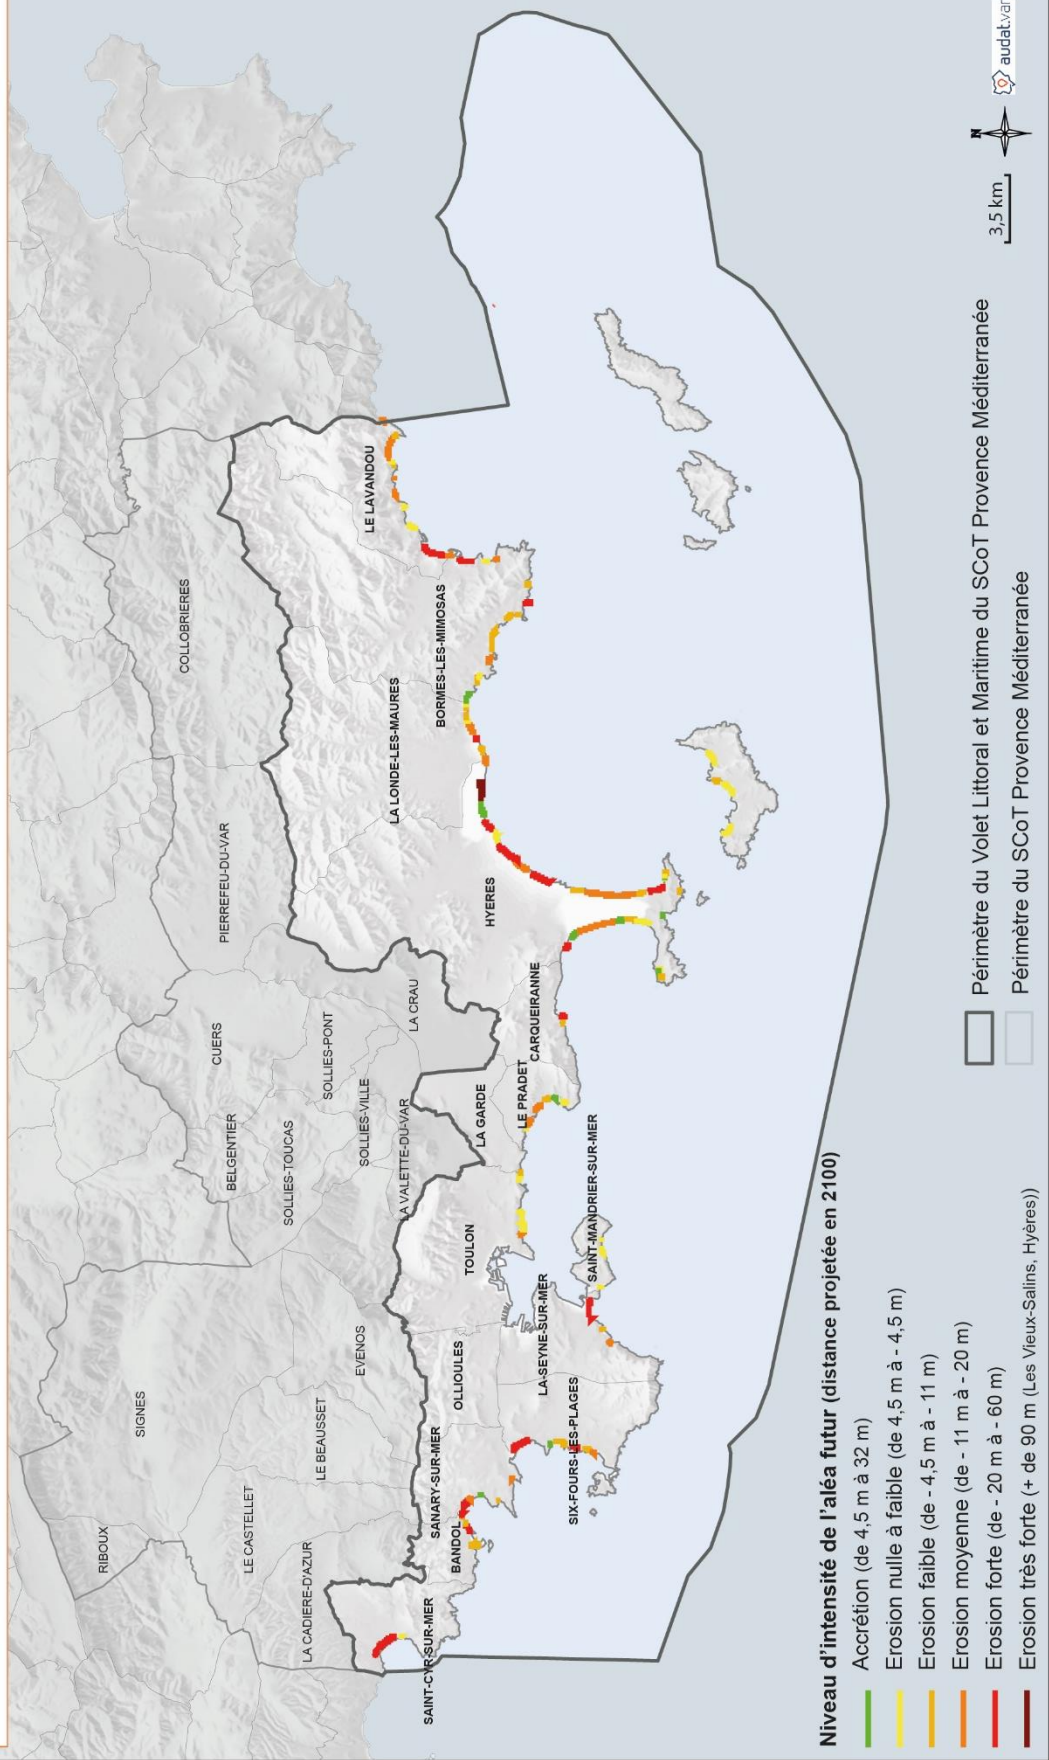 RIBOUX
SIGNES
LE CASTELLET
LA CADIERE-D'AZUR
LE BEAUSSET
EVENOS
BELGENTIER
CUERS
SOLLIES-TOUCAS
SOLLIES-PONT
SOLLIES-VILLE
LA VALETTE-DU-VAR
LA CRAU
PIERREFEU-DU-VAR
COLLOBRIERES
SAINT-CYR-SUR-MER
BANDOL
SANARY-SUR-MER
OLLIOULES
TOULON
SIX-FOURS-LES-PLAGES
LA-SEYNE-SUR-MER
SAINT-MANDRIER-SUR-MER
LA GARDE
LE PRADET
CARQUEIRANNE
HYERES
LA LONDE-LES-MAURES
BORMES-LES-MIMOSAS
LE LAVANDOU
Niveau d'intensité de l'aléa futur (distance projetée en 2100)
Accrétion (de 4,5 m à 32 m)
Erosion nulle à faible (de 4,5 m à - 4,5 m)
Erosion faible (de - 4,5 m à - 11 m)
Erosion moyenne (de - 11 m à - 20 m)
Erosion forte (de - 20 m à - 60 m)
Erosion très forte (+ de 90 m (Les Vieux-Salins, Hyères))
Périmètre du Volet Littoral et Maritime du SCoT Provence Méditerranée
Périmètre du SCoT Provence Méditerranée
3,5 km
N
audat.var